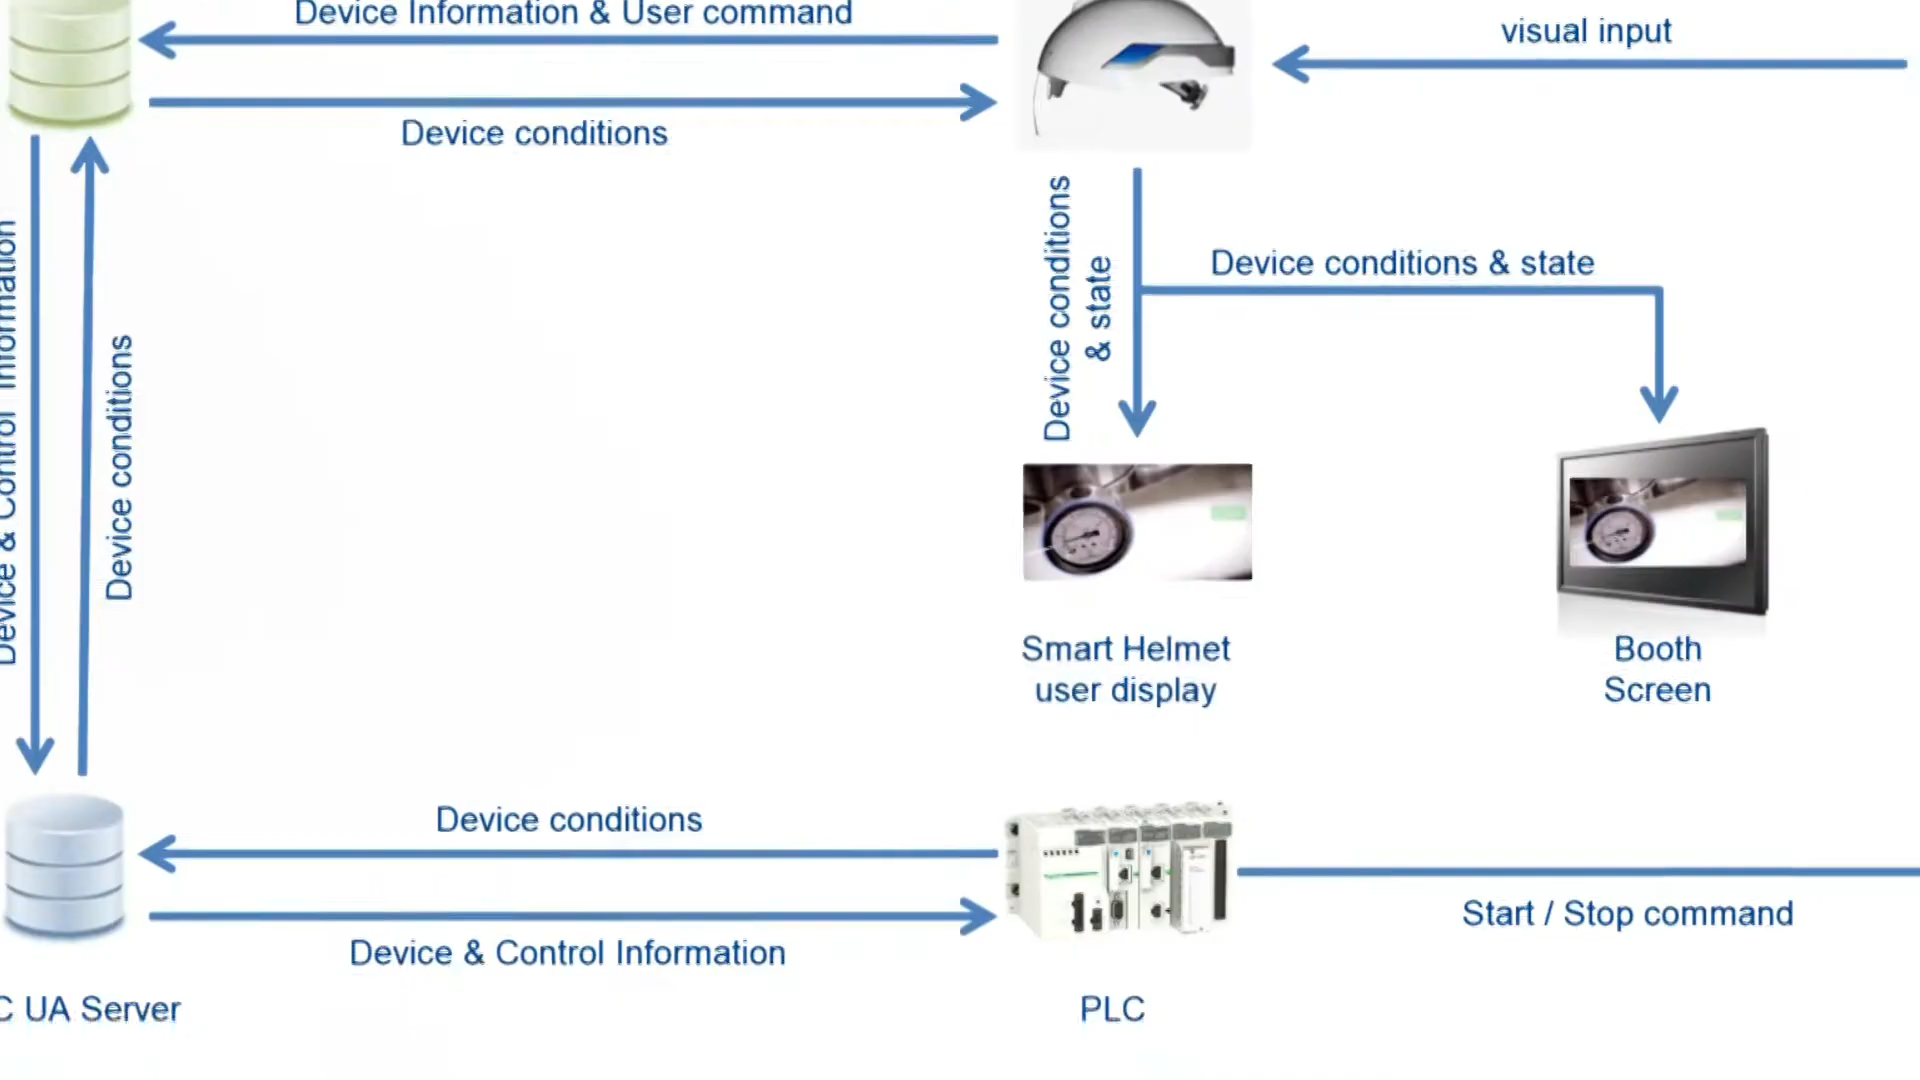 Device Information & User command
visual input
Device conditions
Device conditions
& state
Device conditions & state
Device & Control Information
Device conditions
Smart Helmet
user display
Booth
Screen
Device conditions
Start / Stop command
Device & Control Information
C UA Server
PLC